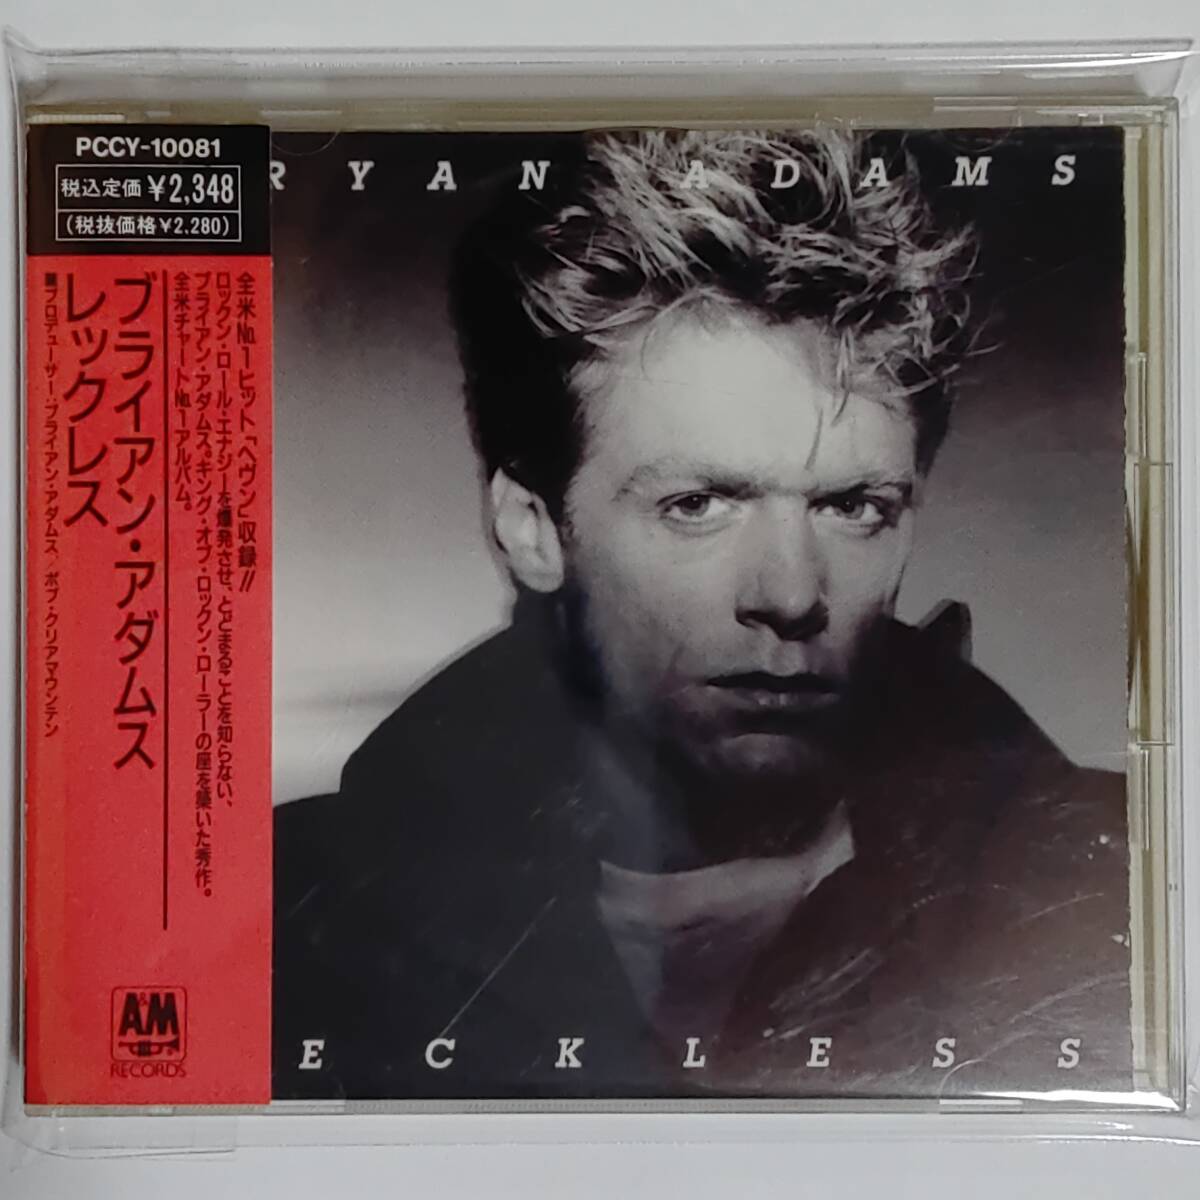 PCCY-10081
税込定価 ¥2,348
(税抜価格¥2,280)
全米No.1ヒット「ヘヴン」収録!!
ロックン・ロール・エナジーを爆発させ、とどまることを知らない、
ブライアン・アダムス。キング・オブ・ロックン・ローラーの座を築いた秀作。
全米チャートNo.1アルバム。
ブライアン・アダムス
レックレス
■プロデューサー:ブライアン・アダムス/ボブ・クリアマウンテン
A&M
RECORDS
RYAN ADAMS
ECKLESS